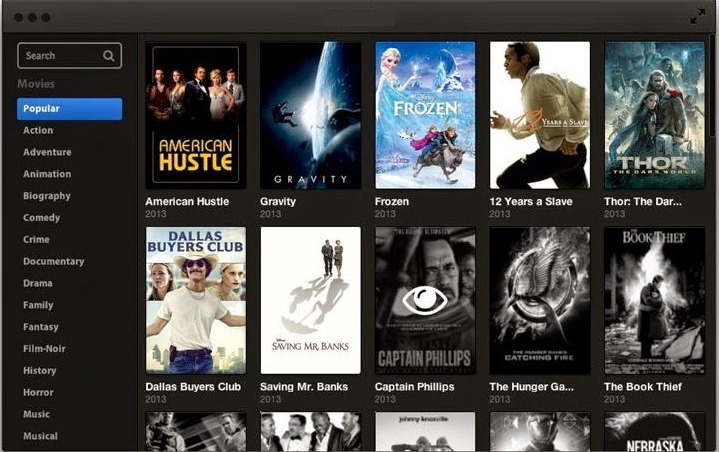 Search
Movies
Popular
Action
Adventure
Animation
Biography
Comedy
Crime
Documentary
Drama
Family
Fantasy
Film-Noir
History
Horror
Music
Musical
AMERICAN
HUSTLE
American Hustle
2013
GRAVITY
Gravity
2013
Disney
FROZEN
Frozen
2013
YEARS A SLAVE
12 Years a Slave
2013
THOR
THE DARK WORLD
Thor: The Dar...
2013
DALLAS
BUYERS CLUB
Dallas Buyers Club
2013
Disney
SAVING MR. BANKS
Saving Mr. Banks
2013
CAPTAIN PHILLIPS
Captain Phillips
2013
THE HUNGER GAMES
CATCHING FIRE
The Hunger Ga...
2013
THE
BOOK THIEF
The Book Thief
2013
johnny knoxville
NEBRASKA